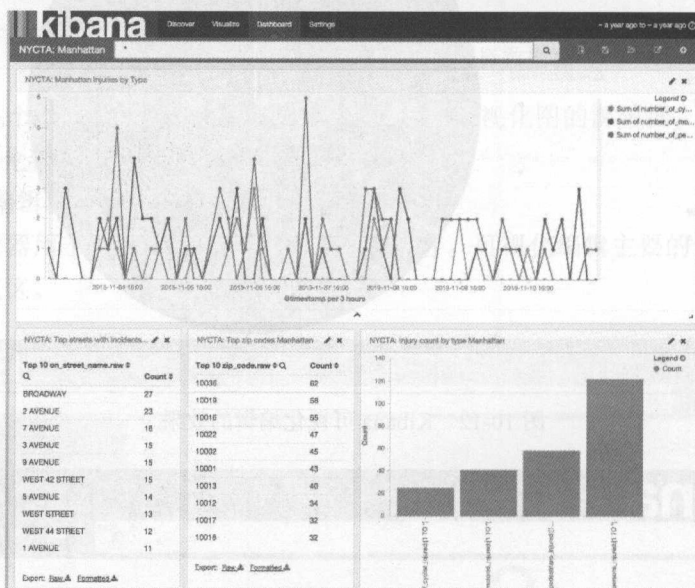 kibana Discover Visualize Dashboard Settings ~ a year ago to ~ a year ago
NYCTA: Manhattan *
NYCTA: Manhattan Injuries by Type
Legend
Sum of number_of_cy...
Sum of number_of_mo...
Sum of number_of_pe...
@timestamp per 3 hours
NYCTA: Top streets with incidents...
Top 10 on_street_name.raw Count
BROADWAY 27
2 AVENUE 23
7 AVENUE 18
3 AVENUE 15
9 AVENUE 15
WEST 42 STREET 15
5 AVENUE 14
WEST STREET 13
WEST 44 STREET 12
1 AVENUE 11
Export: Raw Formatted
NYCTA: Top zip codes Manhattan
Top 10 zip_code.raw Count
10036 62
10019 58
10016 55
10022 47
10002 45
10001 43
10013 40
10012 34
10017 32
10018 32
Export: Raw Formatted
NYCTA: Injury count by type Manhattan
Legend
Count
140
120
100
80
60
40
20
0
Count